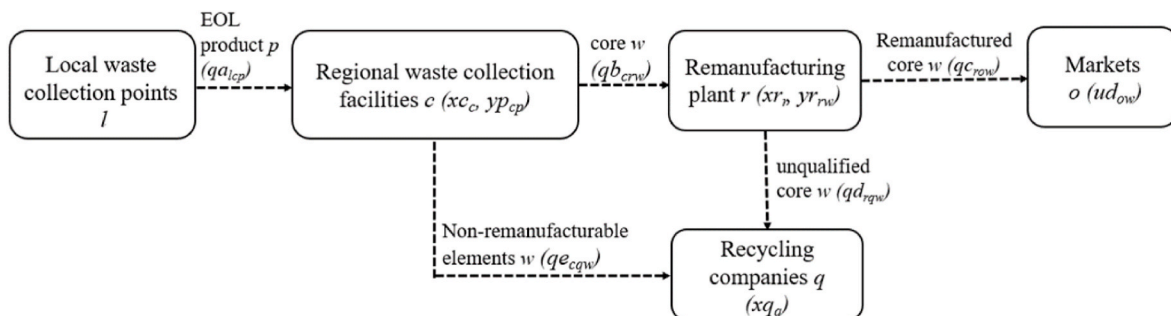 Local waste
collection points
l
EOL
product p
(qa_lcp)
Regional waste collection
facilities c (xc_c, yp_cp)
core w
(qb_crw)
Remanufacturing
plant r (xr_r, yr_rw)
Remanufactured
core w (qc_row)
Markets
o (ud_ow)
unqualified
core w (qd_rqw)
Non-remanufacturable
elements w (qe_cqw)
Recycling
companies q
(xq_q)